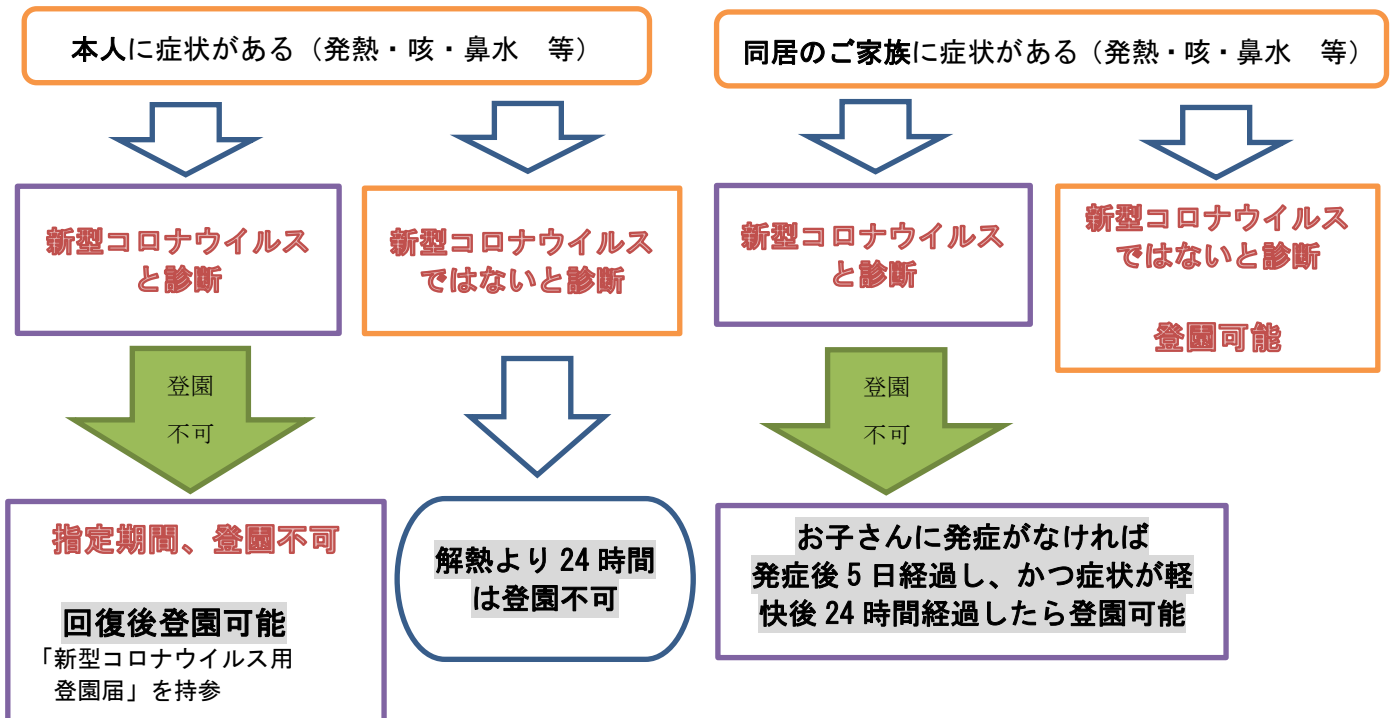 本人に症状がある（発熱・咳・鼻水　等）
新型コロナウイルス
と診断
新型コロナウイルス
ではないと診断
登園
不可
指定期間、登園不可
回復後登園可能
「新型コロナウイルス用
登園届」を持参
解熱より 24 時間
は登園不可
同居のご家族に症状がある（発熱・咳・鼻水　等）
新型コロナウイルス
と診断
新型コロナウイルス
ではないと診断
登園可能
登園
不可
お子さんに発症がなければ
発症後 5 日経過し、かつ症状が軽
快後 24 時間経過したら登園可能